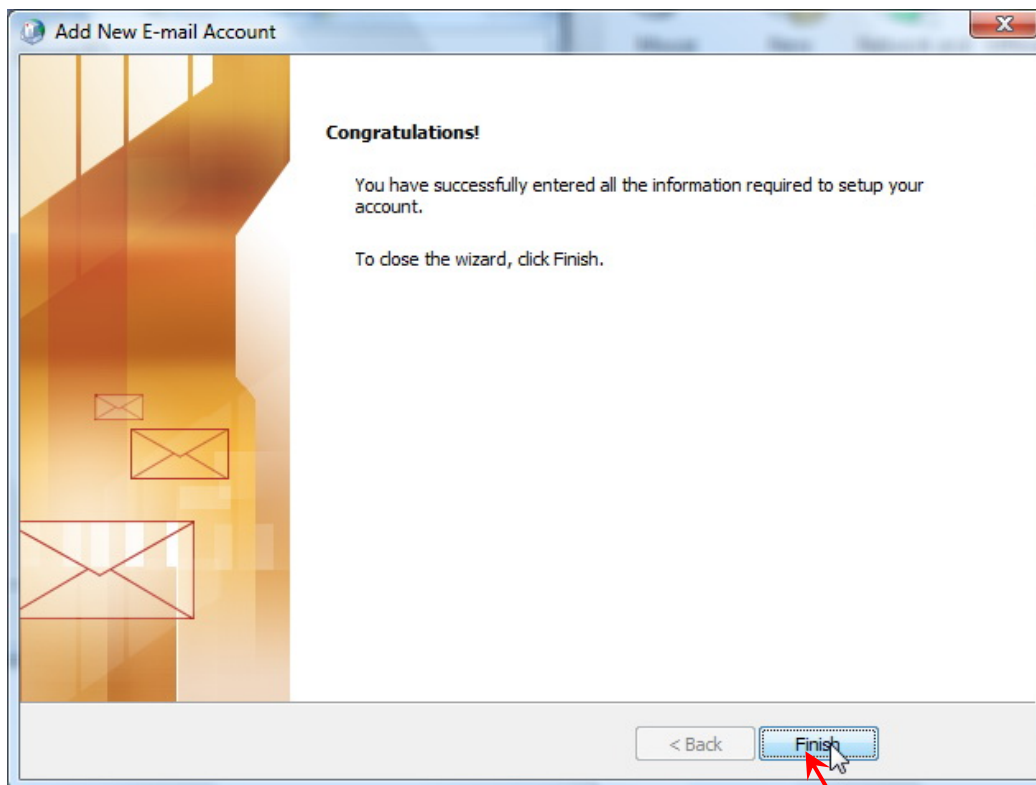 Add New E-mail Account
Congratulations!
You have successfully entered all the information required to setup your
account.
To close the wizard, click Finish.
< Back
Finish